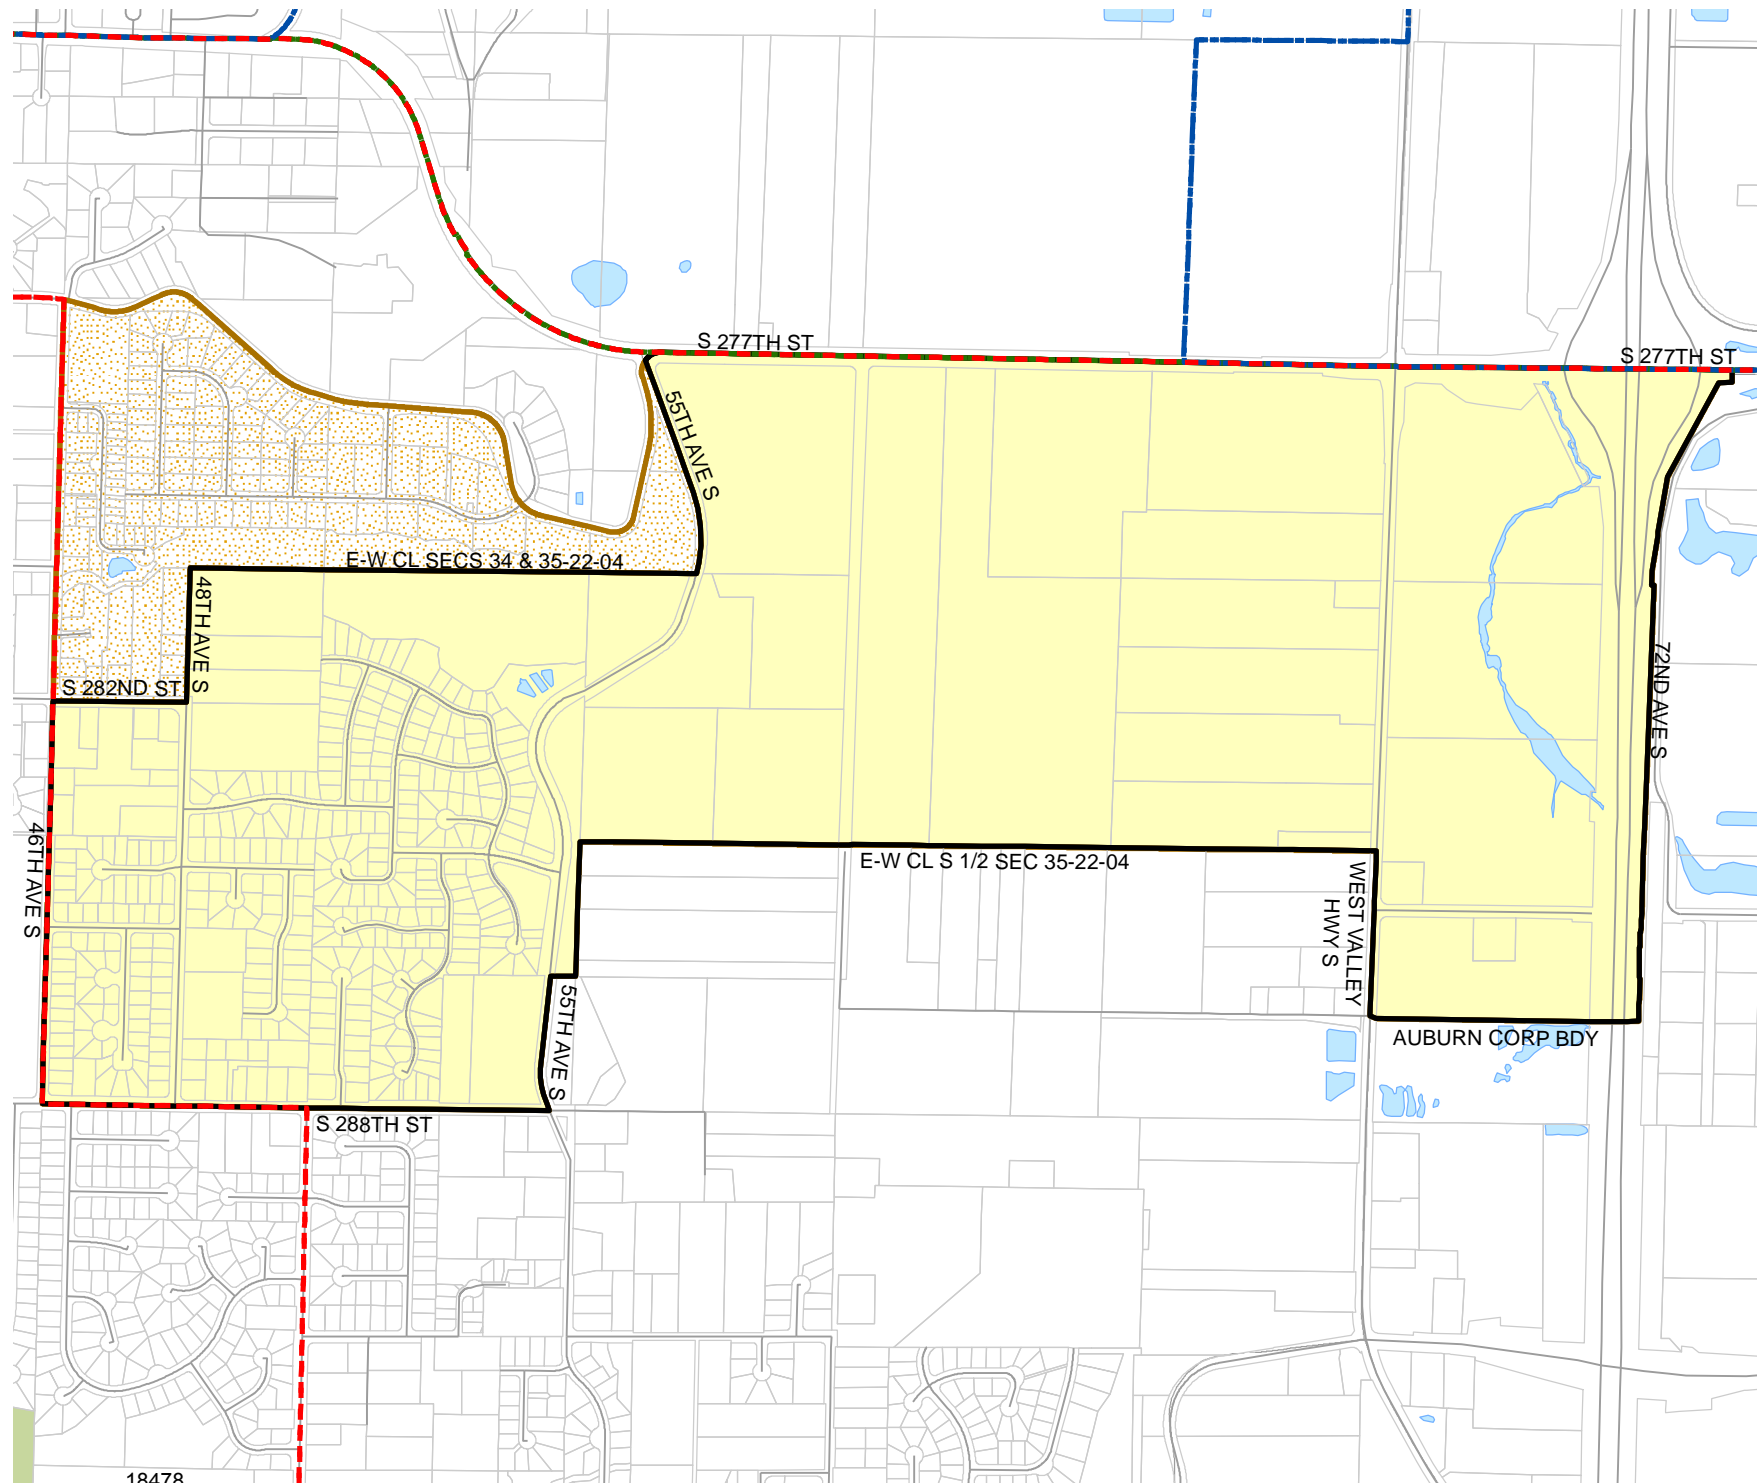 S 277TH ST
S 277TH ST
55TH AVE S
E-W CL SECS 34 & 35-22-04
48TH AVE S
S 282ND ST
72ND AVE S
46TH AVE S
E-W CL S 1/2 SEC 35-22-04
WEST VALLEY
HWY S
55TH AVE S
AUBURN CORP BDY
S 288TH ST
18478